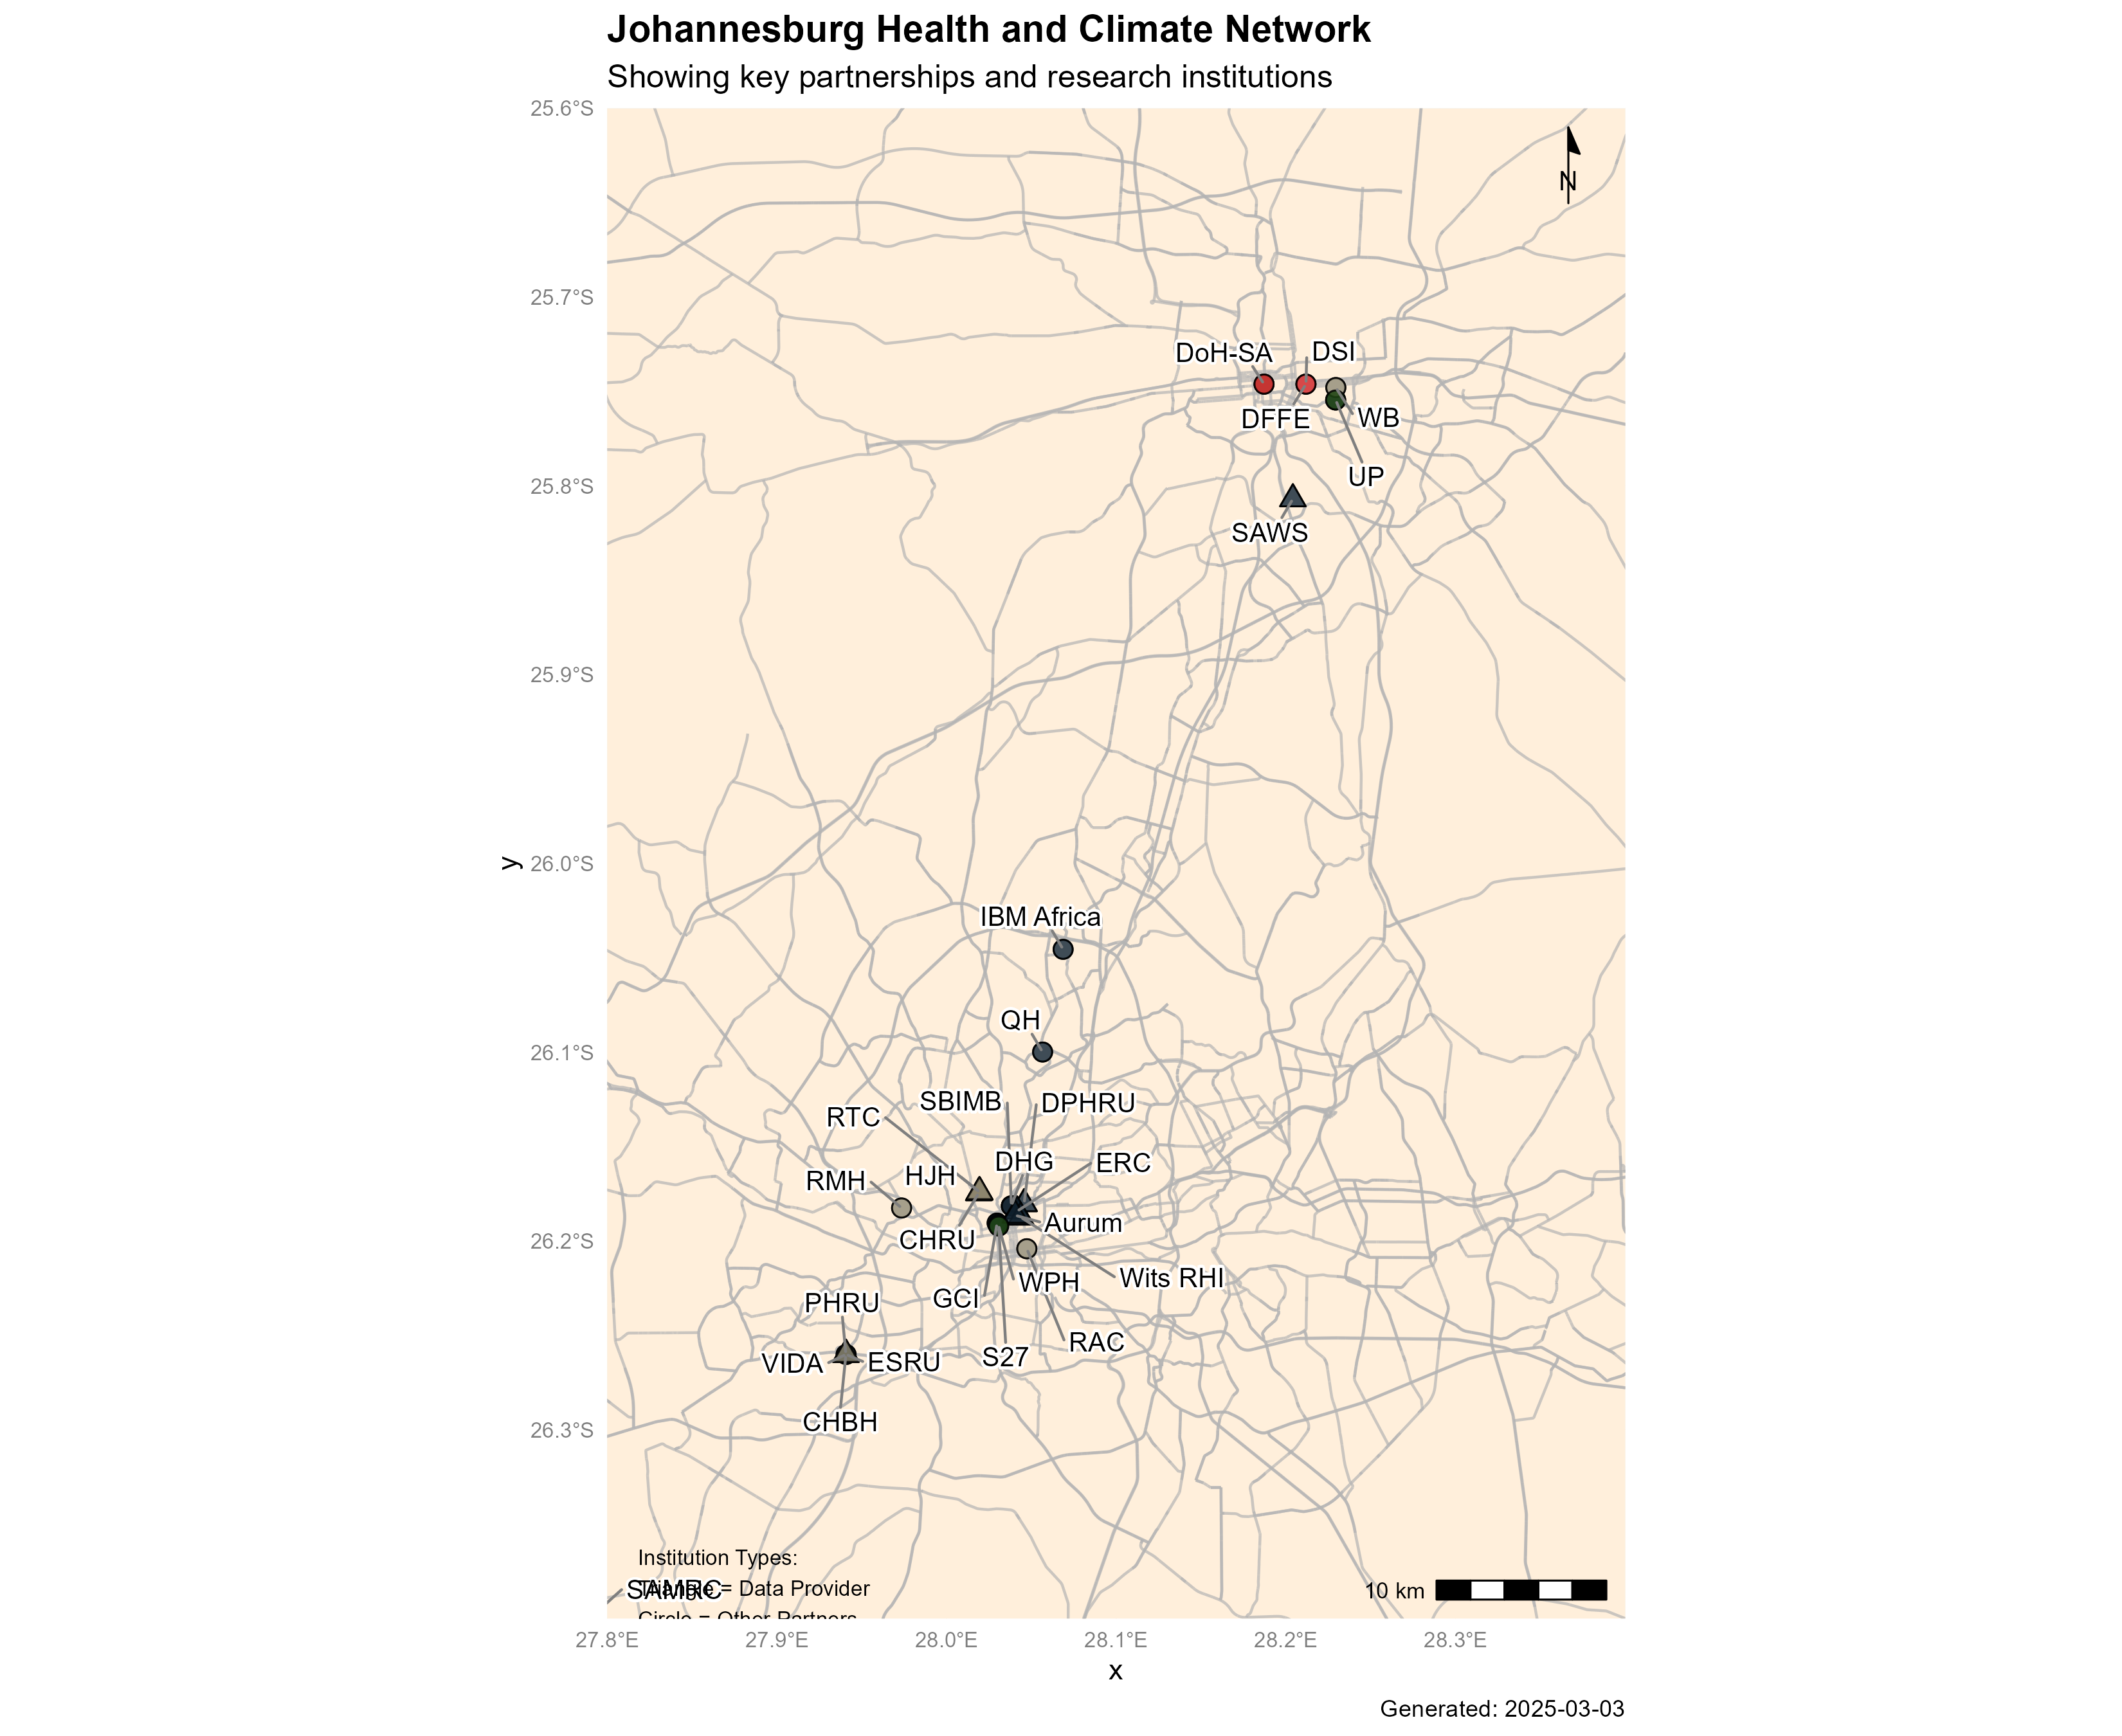 Johannesburg Health and Climate Network
Showing key partnerships and research institutions
25.6°S
N
25.7°S
DoH-SA
DSI
DFFE
WB
UP
25.8°S
SAWS
25.9°S
y
26.0°S
IBM Africa
QH
26.1°S
SBIMB
DPHRU
RTC
DHG
ERC
HJH
RMH
Aurum
CHRU
26.2°S
Wits RHI
WPH
GCI
PHRU
RAC
S27
VIDA
ESRU
CHBH
26.3°S
Institution Types:
SAMRC
Triangle = Data Provider
Circle = Other Partners
10 km
27.8°E
27.9°E
28.0°E
28.1°E
28.2°E
28.3°E
x
Generated: 2025-03-03